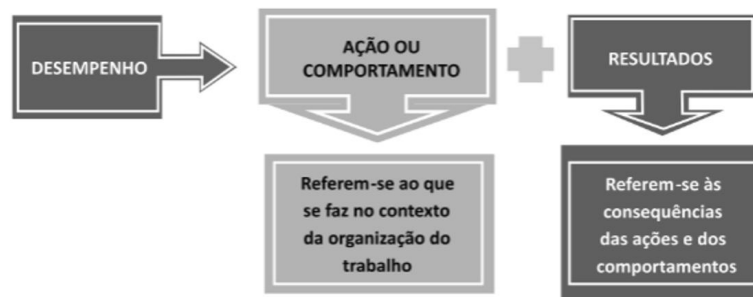 DESEMPENHO
AÇÃO OU
COMPORTAMENTO
RESULTADOS
Referem-se ao que
se faz no contexto
da organização do
trabalho
Referem-se às
consequências
das ações e dos
comportamentos